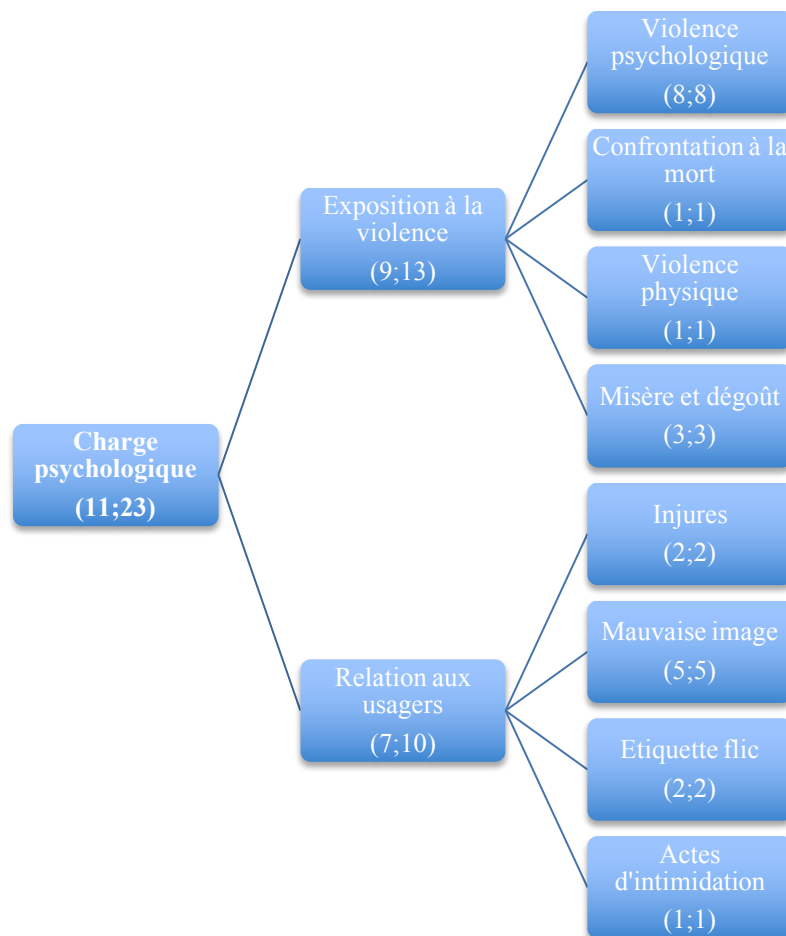 Violence
psychologique
(8;8)
Confrontation à la
mort
(1;1)
Exposition à la
violence
(9;13)
Violence
physique
(1;1)
Misère et dégoût
(3;3)
Charge
psychologique
(11;23)
Injures
(2;2)
Mauvaise image
(5;5)
Relation aux
usagers
(7;10)
Etiquette flic
(2;2)
Actes
d'intimidation
(1;1)